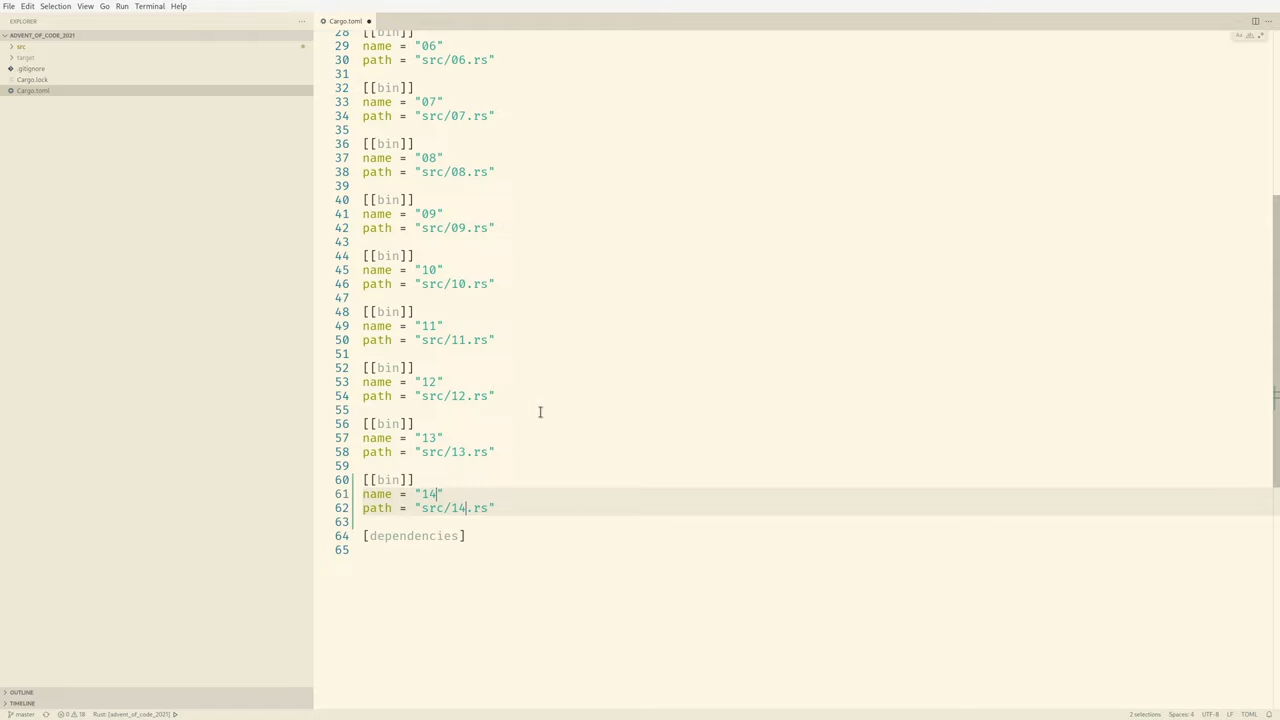 File Edit Selection View Go Run Terminal Help
EXPLORER
Cargo.toml
ADVENT_OF_CODE_2021
src
target
.gitignore
Cargo.lock
Cargo.toml
28 [[bin]]
29 name = "06"
30 path = "src/06.rs"
31
32 [[bin]]
33 name = "07"
34 path = "src/07.rs"
35
36 [[bin]]
37 name = "08"
38 path = "src/08.rs"
39
40 [[bin]]
41 name = "09"
42 path = "src/09.rs"
43
44 [[bin]]
45 name = "10"
46 path = "src/10.rs"
47
48 [[bin]]
49 name = "11"
50 path = "src/11.rs"
51
52 [[bin]]
53 name = "12"
54 path = "src/12.rs"
55
56 [[bin]]
57 name = "13"
58 path = "src/13.rs"
59
60 [[bin]]
61 name = "14"
62 path = "src/14.rs"
63
64 [dependencies]
65
OUTLINE
TIMELINE
master 0 18 Rust: [advent_of_code_2021] 2 selections Spaces: 4 UTF-8 LF TOML